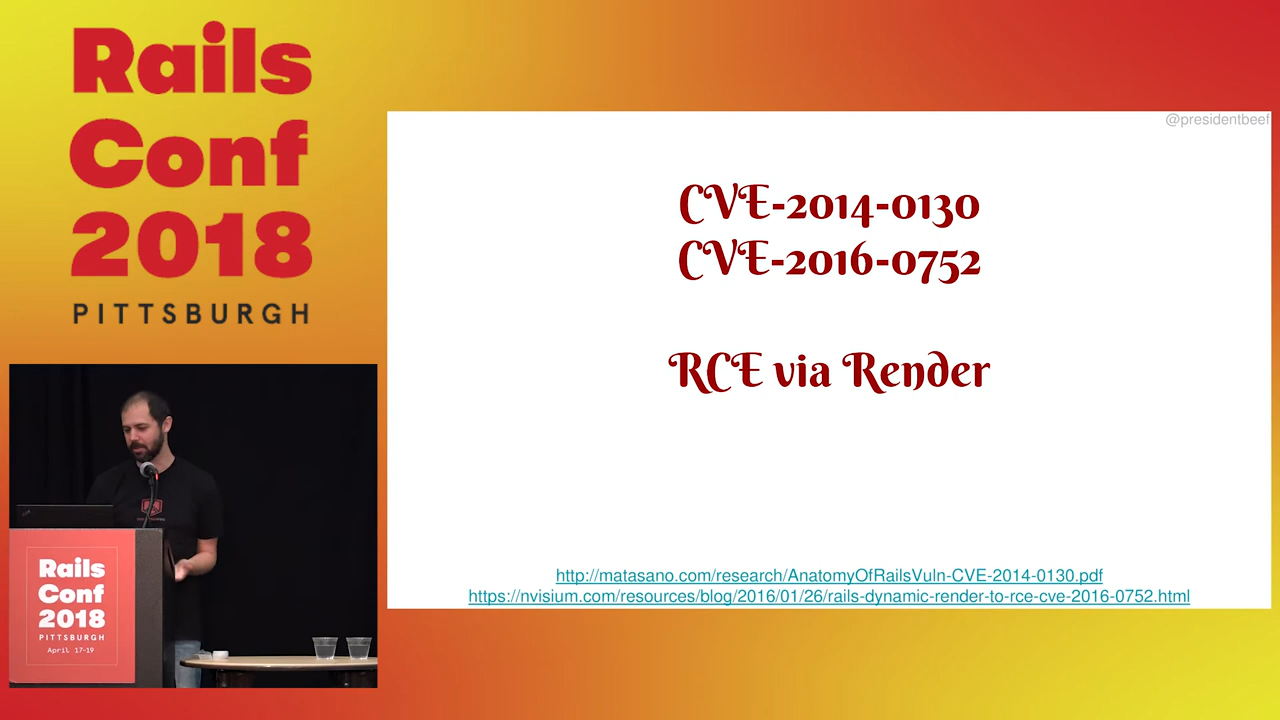 Rails
Conf
2018
PITTSBURGH
@presidentbeef
CVE-2014-0130
CVE-2016-0752
RCE via Render
http://matasano.com/research/AnatomyOfRailsVuln-CVE-2014-0130.pdf
https://nvisium.com/resources/blog/2016/01/26/rails-dynamic-render-to-rce-cve-2016-0752.html
Rails
Conf
2018
PITTSBURGH
April 17-19